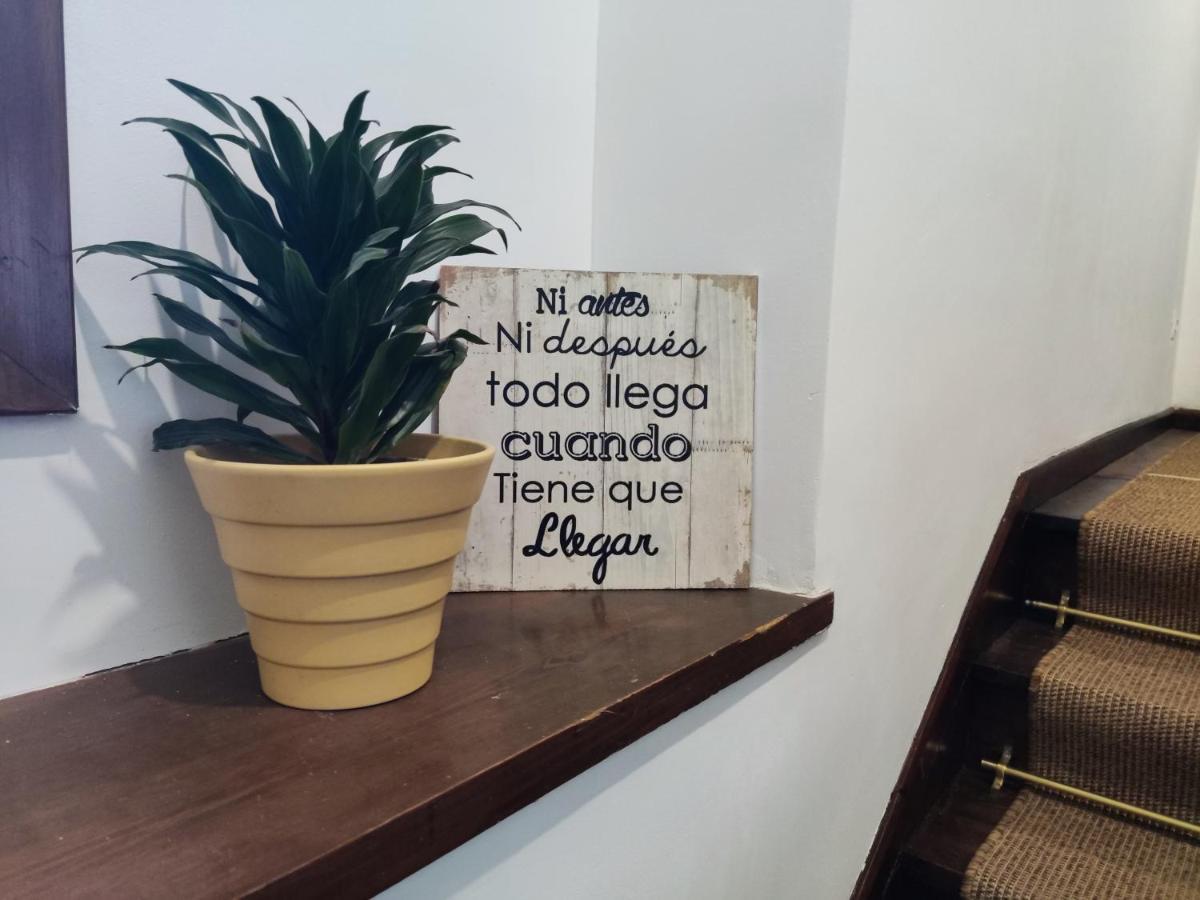 Ni antes
Ni después
todo llega
cuando
Tiene que
Llegar